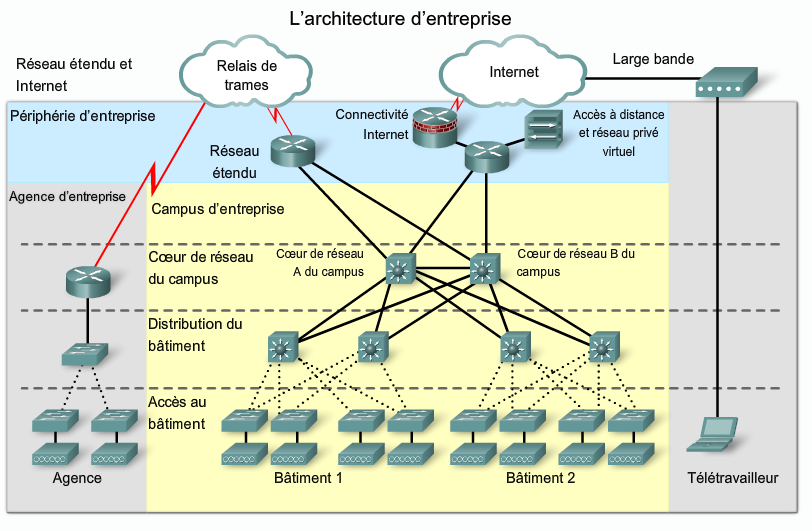 L'architecture d'entreprise
Réseau étendu et
Internet
Relais de
trames
Internet
Large bande
Périphérie d'entreprise
Connectivité
Internet
Accès à distance
et réseau privé
virtuel
Réseau
étendu
Agence d'entreprise
Campus d'entreprise
Cœur de réseau
du campus
Cœur de réseau
A du campus
Cœur de réseau B du
campus
Distribution du
bâtiment
Accès au
bâtiment
Agence
Bâtiment 1
Bâtiment 2
Télétravailleur